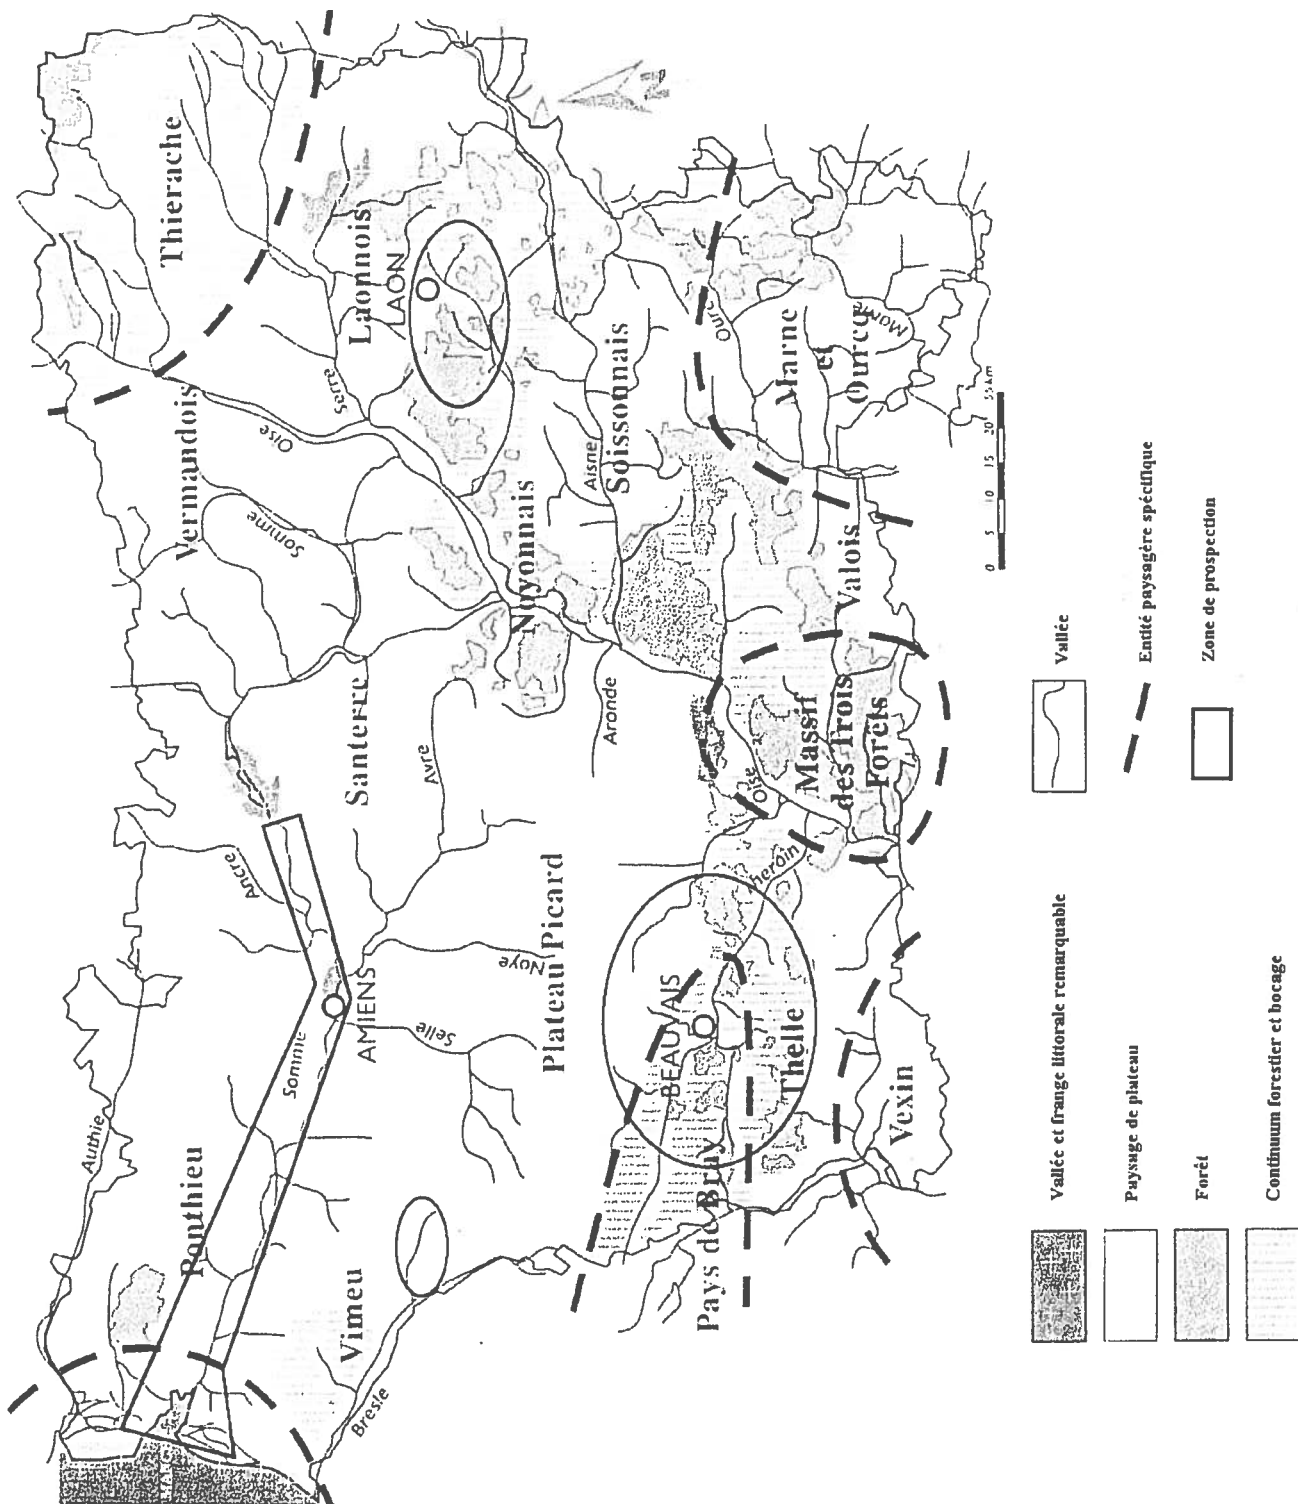 Thierache
Vermandois
Oise
Serre
Somme
Laonnois
LAON
Noyonnais
Aisne
Soissonnais
Ourcq
Marne
et
Ourcq
Marne
Santerre
Avre
Aronde
Valois
Massif
des Trois
Forêts
Oise
Ancre
AMIENS
Noye
Selle
Plateau Picard
Somme
Authie
Ponthieu
Vimeu
Bresle
BEAUVAIS
Thelle
Pays de Bray
Vexin
0 5 10 15 20 25 km
Vallée et frange littorale remarquable
Paysage de plateau
Forêt
Continuum forestier et bocage
Vallée
Entité paysagère spécifique
Zone de prospection